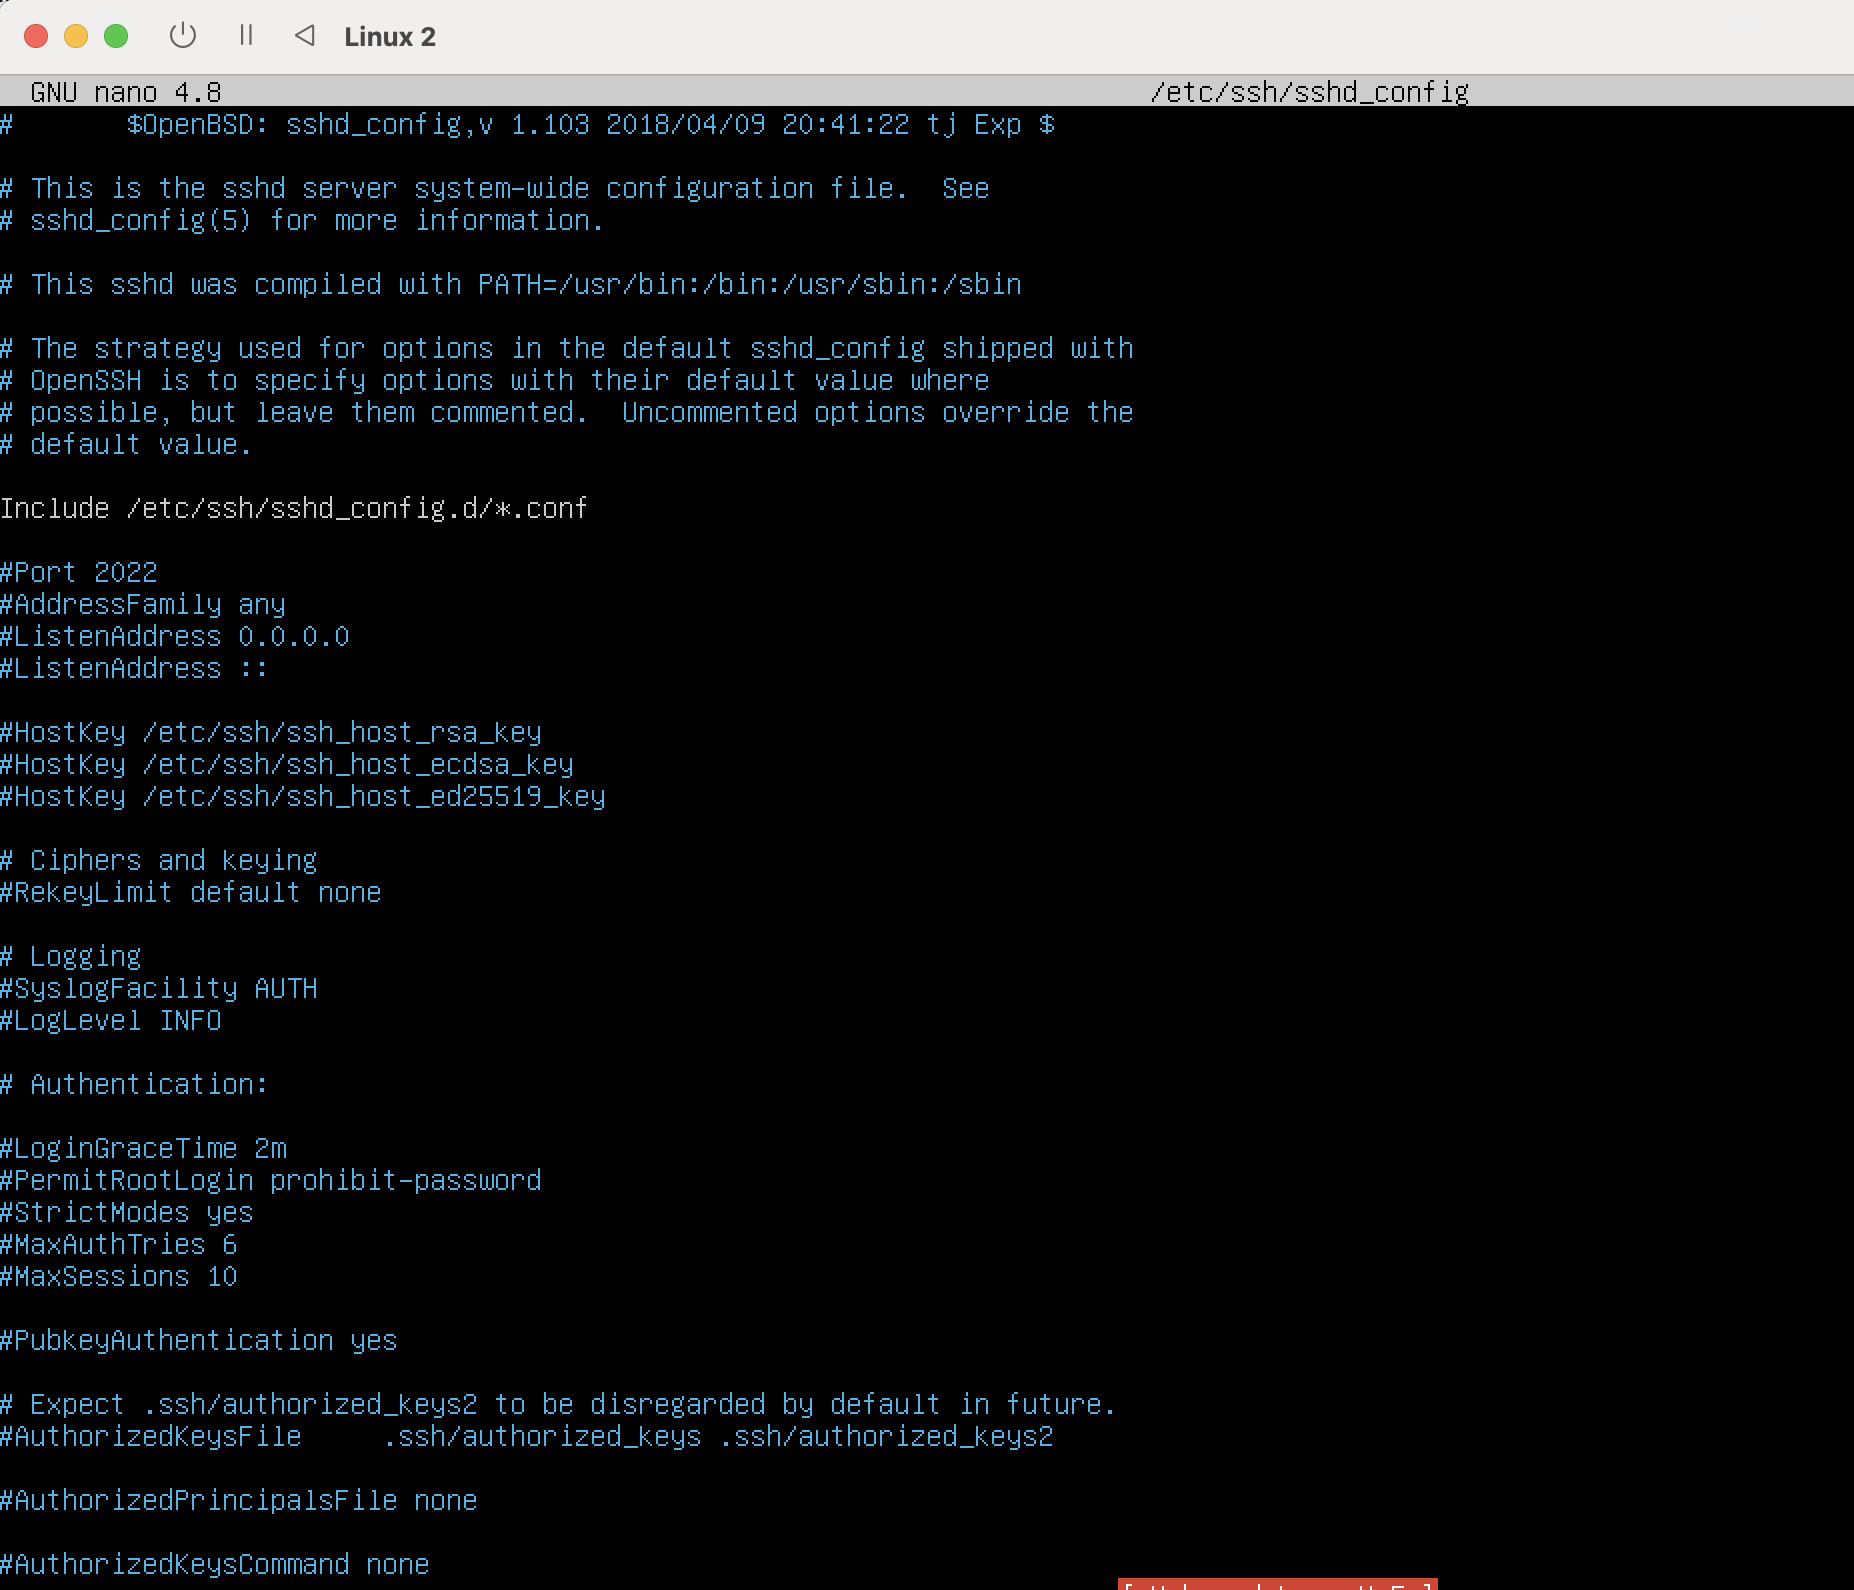 Linux 2
GNU nano 4.8 /etc/ssh/sshd_config
# $OpenBSD: sshd_config,v 1.103 2018/04/09 20:41:22 tj Exp $
# This is the sshd server system-wide configuration file.  See
# sshd_config(5) for more information.
# This sshd was compiled with PATH=/usr/bin:/bin:/usr/sbin:/sbin
# The strategy used for options in the default sshd_config shipped with
# OpenSSH is to specify options with their default value where
# possible, but leave them commented.  Uncommented options override the
# default value.
Include /etc/ssh/sshd_config.d/*.conf
#Port 2022
#AddressFamily any
#ListenAddress 0.0.0.0
#ListenAddress ::
#HostKey /etc/ssh/ssh_host_rsa_key
#HostKey /etc/ssh/ssh_host_ecdsa_key
#HostKey /etc/ssh/ssh_host_ed25519_key
# Ciphers and keying
#RekeyLimit default none
# Logging
#SyslogFacility AUTH
#LogLevel INFO
# Authentication:
#LoginGraceTime 2m
#PermitRootLogin prohibit-password
#StrictModes yes
#MaxAuthTries 6
#MaxSessions 10
#PubkeyAuthentication yes
# Expect .ssh/authorized_keys2 to be disregarded by default in future.
#AuthorizedKeysFile     .ssh/authorized_keys .ssh/authorized_keys2
#AuthorizedPrincipalsFile none
#AuthorizedKeysCommand none